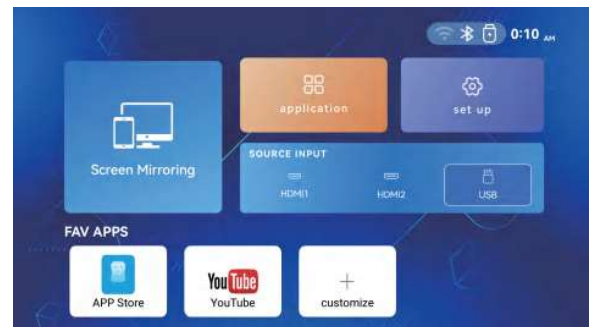 0:10 AM
application
set up
Screen Mirroring
SOURCE INPUT
HDMI1
HDMI2
USB
FAV APPS
APP Store
YouTube
YouTube
customize